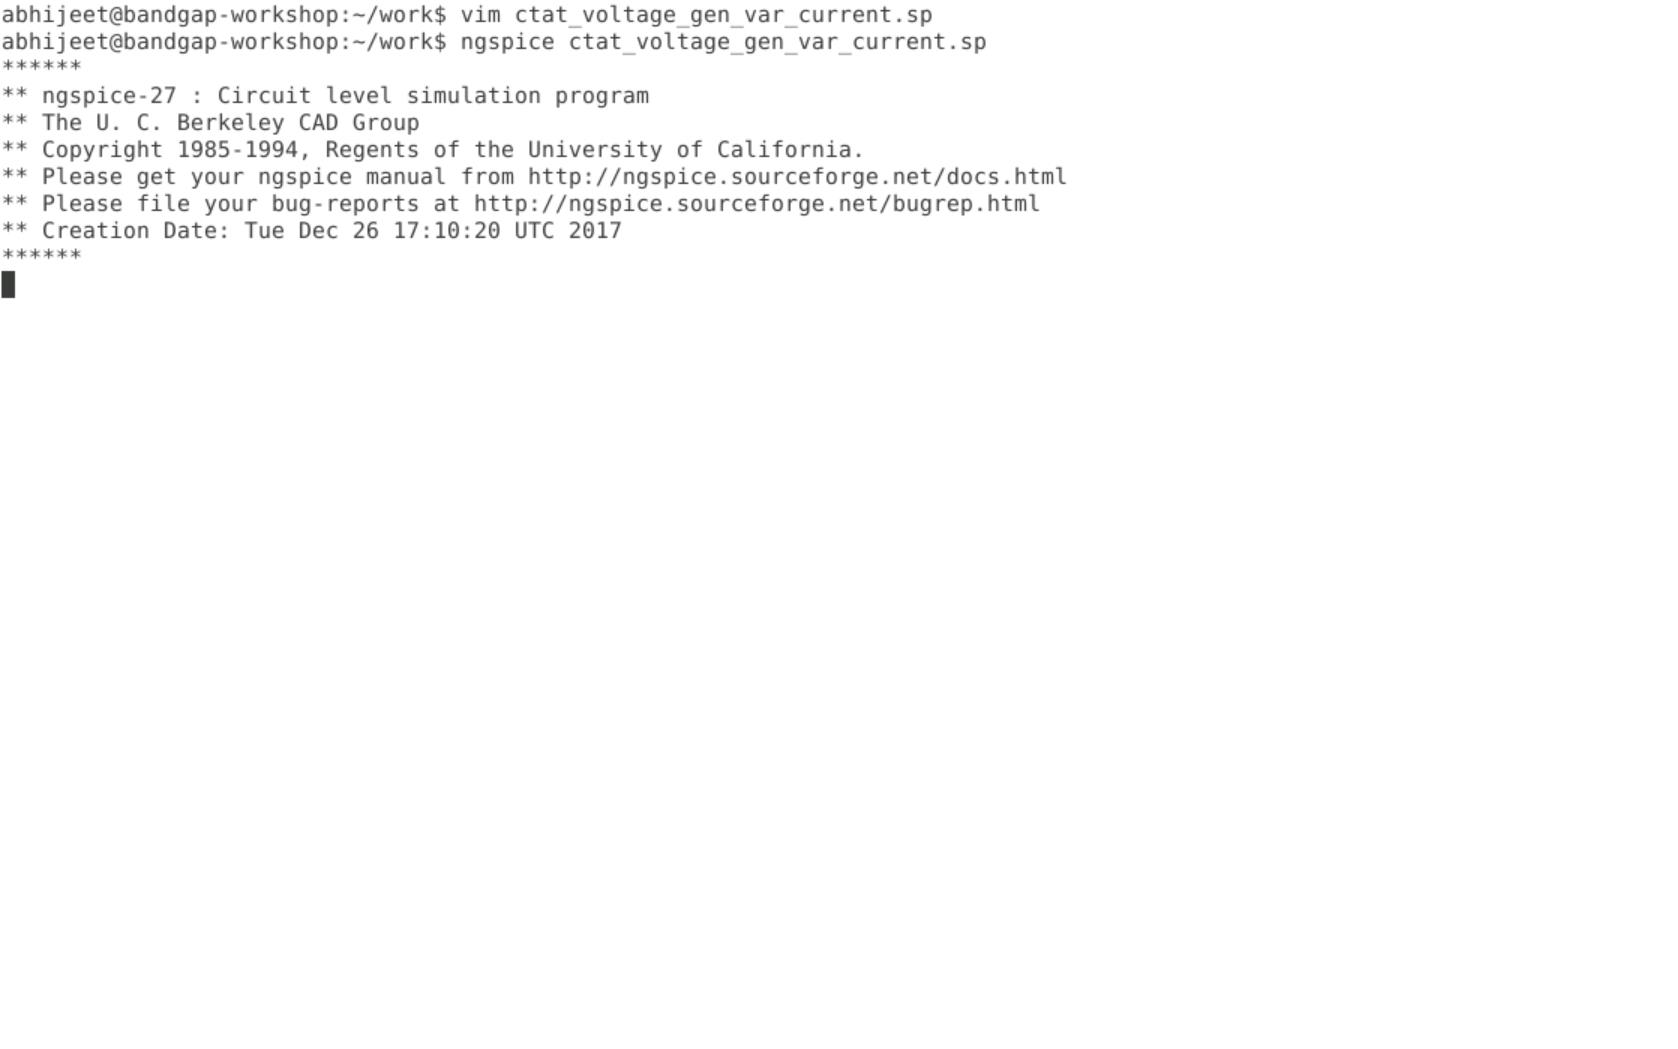 abhijeet@bandgap-workshop:~/work$ vim ctat_voltage_gen_var_current.sp
abhijeet@bandgap-workshop:~/work$ ngspice ctat_voltage_gen_var_current.sp
******
** ngspice-27 : Circuit level simulation program
** The U. C. Berkeley CAD Group
** Copyright 1985-1994, Regents of the University of California.
** Please get your ngspice manual from http://ngspice.sourceforge.net/docs.html
** Please file your bug-reports at http://ngspice.sourceforge.net/bugrep.html
** Creation Date: Tue Dec 26 17:10:20 UTC 2017
******